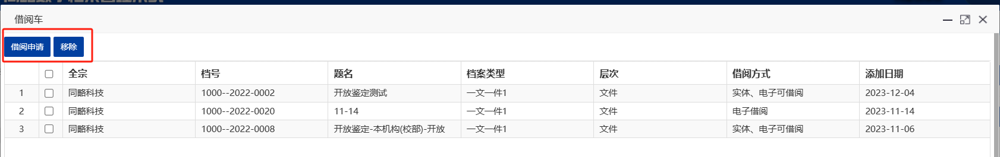 借阅车
借阅申请 移除
全宗 档号 题名 档案类型 层次 借阅方式 添加日期
1 同略科技 1000--2022-0002 开放鉴定测试 一文一件1 文件 实体、电子可借阅 2023-12-04
2 同略科技 1000--2022-0020 11-14 一文一件1 文件 电子借阅 2023-11-14
3 同略科技 1000--2022-0008 开放鉴定-本机构(校部)-开放 一文一件1 文件 实体、电子可借阅 2023-11-06